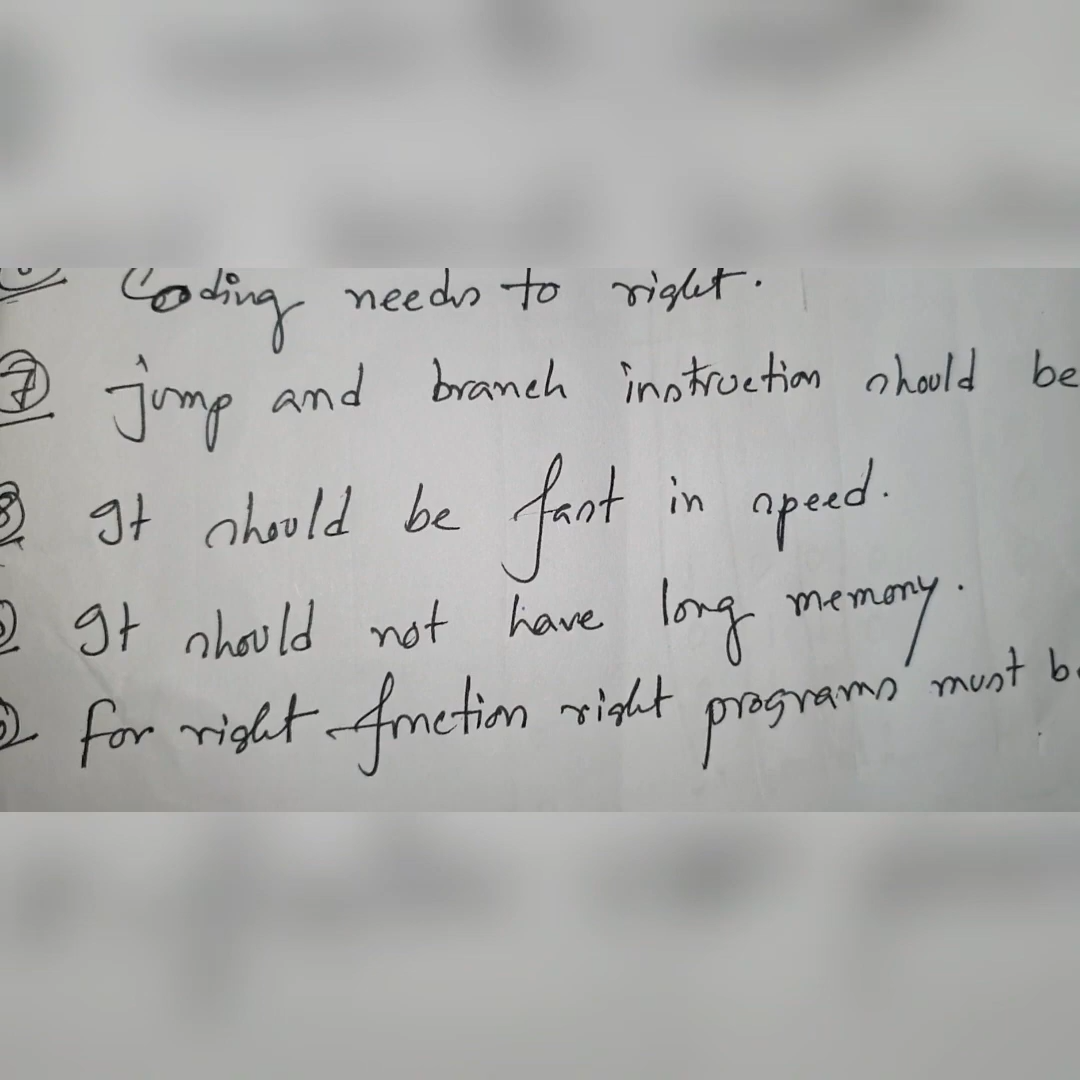 Coding needs to right.
⑦ jump and branch instruction should be
⑧ It should be fast in speed.
It should not have long memory.
for right function right programs must be